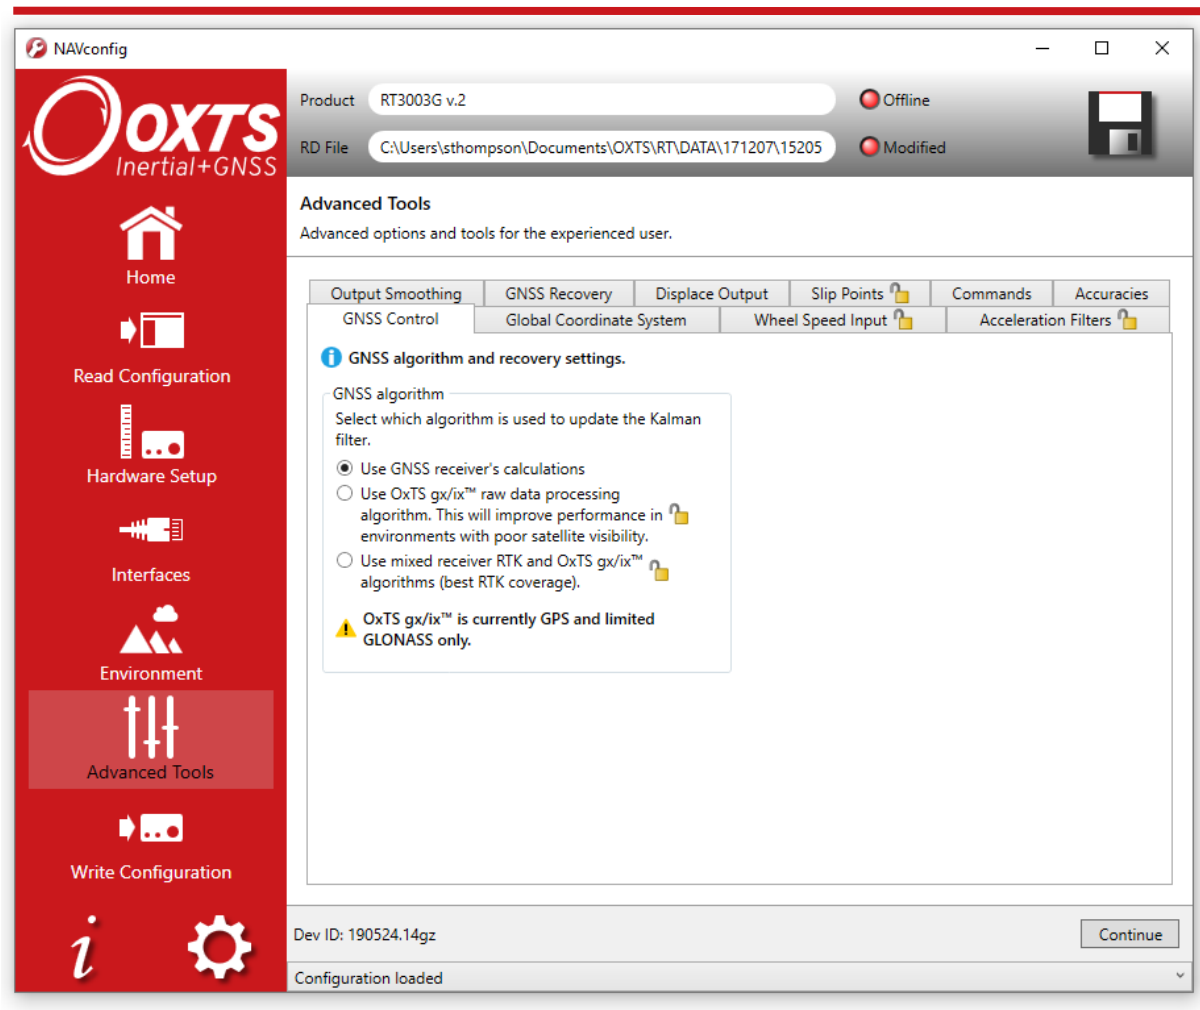 NAVconfig
OXTS
Inertial+GNSS
Product RT3003G v.2 Offline
RD File C:\Users\sthompson\Documents\OXTS\RT\DATA\171207\15205 Modified
Advanced Tools
Advanced options and tools for the experienced user.
Home
Read Configuration
Hardware Setup
Interfaces
Environment
Advanced Tools
Write Configuration
i
Output Smoothing GNSS Recovery Displace Output Slip Points Commands Accuracies
GNSS Control Global Coordinate System Wheel Speed Input Acceleration Filters
i GNSS algorithm and recovery settings.
GNSS algorithm
Select which algorithm is used to update the Kalman
filter.
Use GNSS receiver's calculations
Use OxTS gx/ix™ raw data processing
algorithm. This will improve performance in
environments with poor satellite visibility.
Use mixed receiver RTK and OxTS gx/ix™
algorithms (best RTK coverage).
OxTS gx/ix™ is currently GPS and limited
GLONASS only.
Dev ID: 190524.14gz Continue
Configuration loaded